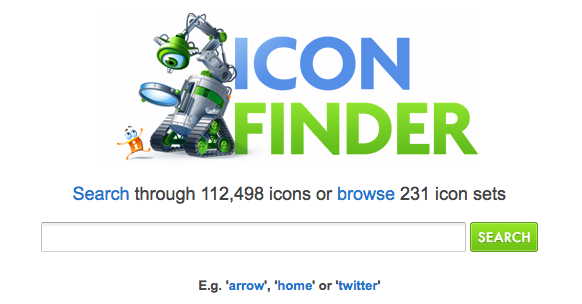 ICON
FINDER
Search through 112,498 icons or browse 231 icon sets
SEARCH
E.g. 'arrow', 'home' or 'twitter'